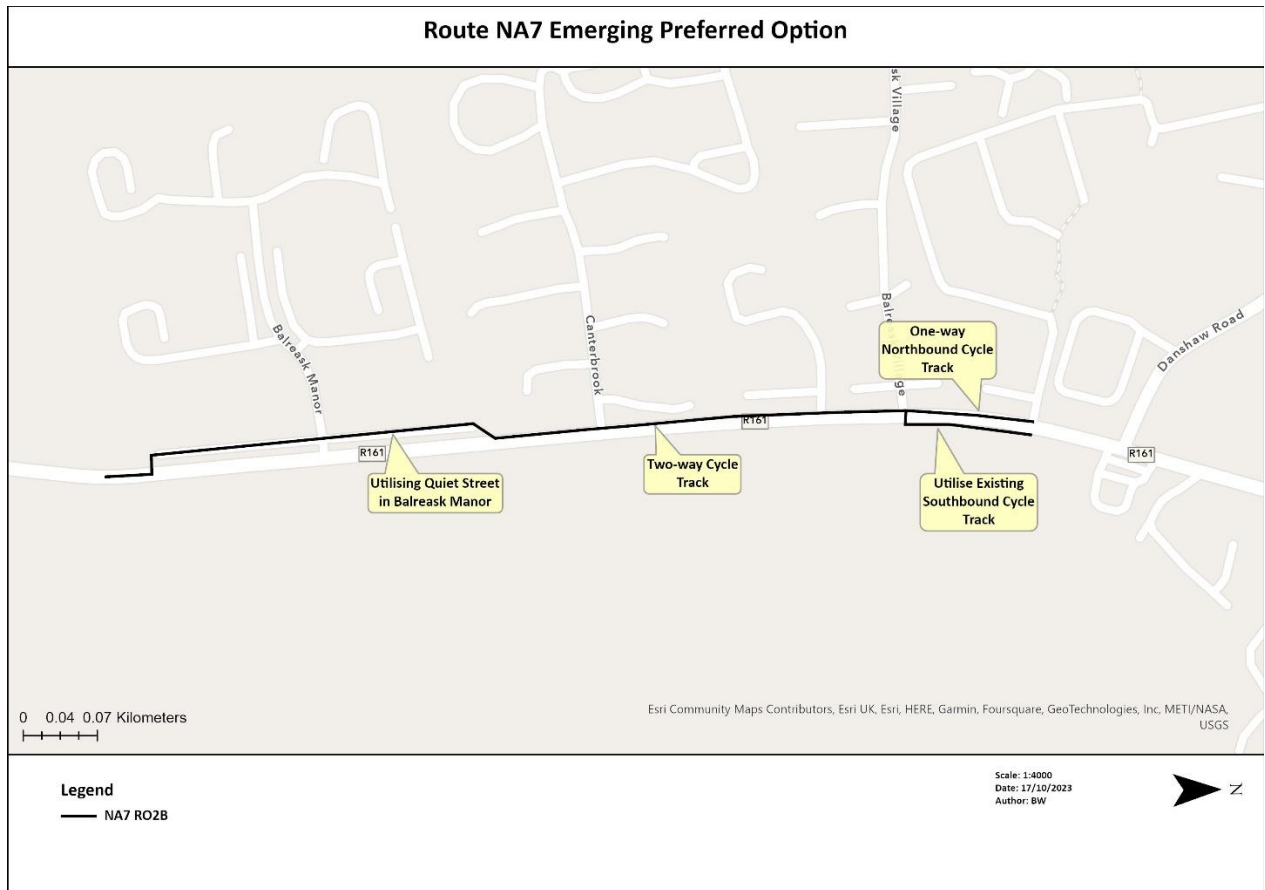 Route NA7 Emerging Preferred Option
sk Village
Balreask Manor
Canterbrook
Danshaw Road
One-way
Northbound Cycle
Track
R161
R161
R161
Utilising Quiet Street
in Balreask Manor
Two-way Cycle
Track
Utilise Existing
Southbound Cycle
Track
0 0.04 0.07 Kilometers
Esri Community Maps Contributors, Esri UK, Esri, HERE, Garmin, Foursquare, GeoTechnologies, Inc, METI/NASA,
USGS
Legend
NA7 RO2B
Scale: 1:4000
Date: 17/10/2023
Author: BW
N